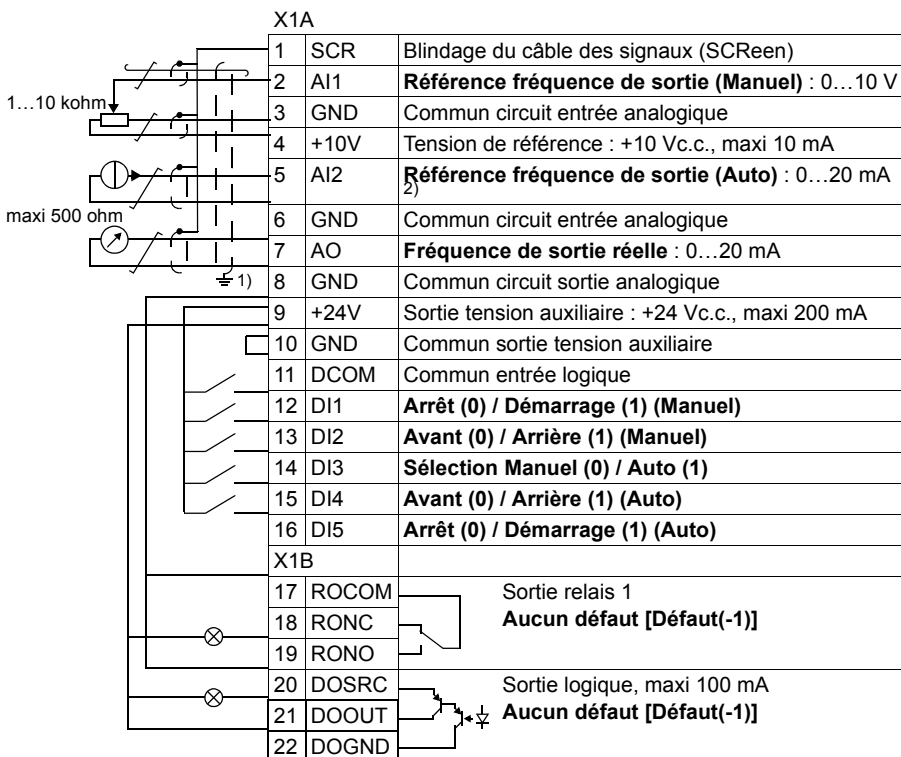 X1A
1 SCR Blindage du câble des signaux (SCReen)
2 AI1 Référence fréquence de sortie (Manuel) : 0…10 V
1…10 kohm
3 GND Commun circuit entrée analogique
4 +10V Tension de référence : +10 Vc.c., maxi 10 mA
5 AI2 Référence fréquence de sortie (Auto) : 0…20 mA
2)
maxi 500 ohm
6 GND Commun circuit entrée analogique
7 AO Fréquence de sortie réelle : 0…20 mA
1)
8 GND Commun circuit sortie analogique
9 +24V Sortie tension auxiliaire : +24 Vc.c., maxi 200 mA
10 GND Commun sortie tension auxiliaire
11 DCOM Commun entrée logique
12 DI1 Arrêt (0) / Démarrage (1) (Manuel)
13 DI2 Avant (0) / Arrière (1) (Manuel)
14 DI3 Sélection Manuel (0) / Auto (1)
15 DI4 Avant (0) / Arrière (1) (Auto)
16 DI5 Arrêt (0) / Démarrage (1) (Auto)
X1B
17 ROCOM Sortie relais 1
18 RONC Aucun défaut [Défaut(-1)]
19 RONO
20 DOSRC Sortie logique, maxi 100 mA
21 DOOUT Aucun défaut [Défaut(-1)]
22 DOGND